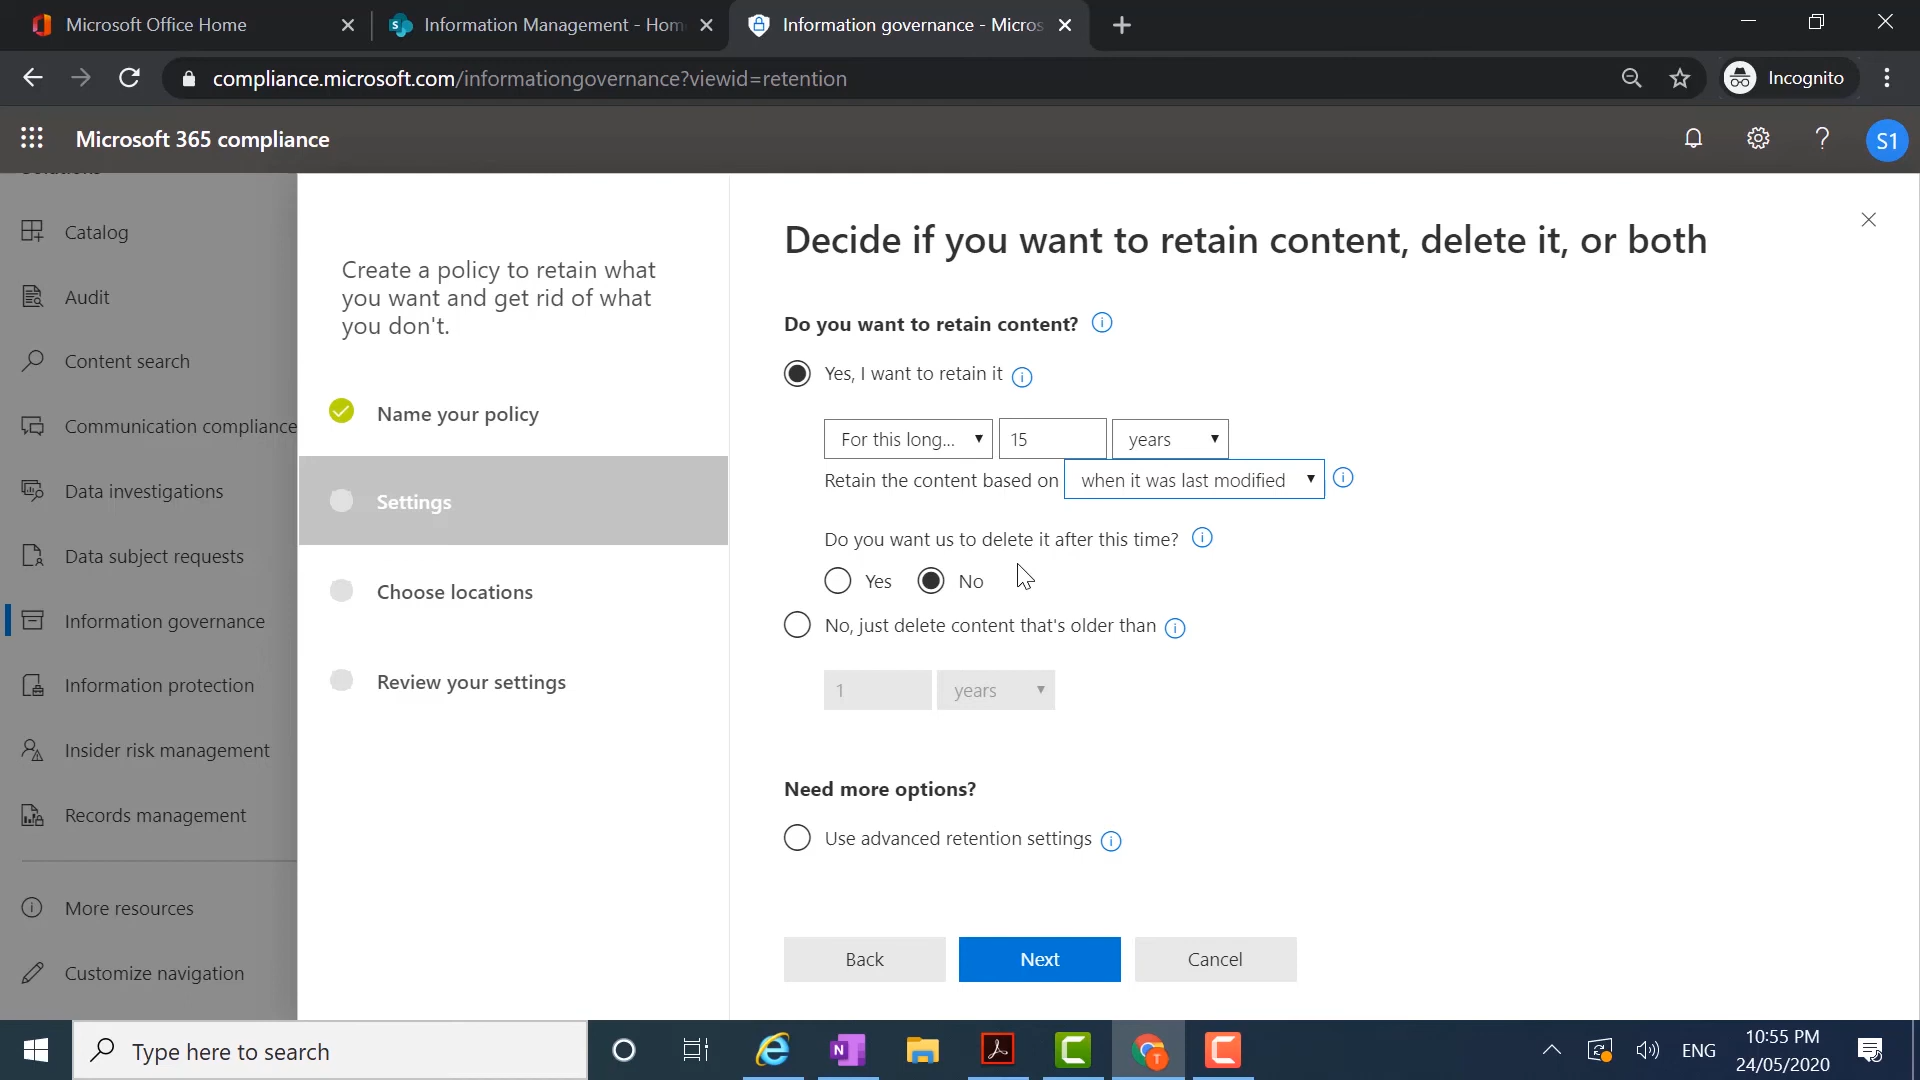 Microsoft Office Home
Information Management - Hom
Information governance - Micros
compliance.microsoft.com/informationgovernance?viewid=retention
Incognito
Microsoft 365 compliance
S1
Catalog
Audit
Content search
Communication compliance
Data investigations
Data subject requests
Information governance
Information protection
Insider risk management
Records management
More resources
Customize navigation
Create a policy to retain what
you want and get rid of what
you don't.
Name your policy
Settings
Choose locations
Review your settings
Decide if you want to retain content, delete it, or both
Do you want to retain content?
Yes, I want to retain it
For this long... 15 years
Retain the content based on when it was last modified
Do you want us to delete it after this time?
Yes No
No, just delete content that's older than
1 years
Need more options?
Use advanced retention settings
Back Next Cancel
Type here to search
ENG
10:55 PM
24/05/2020